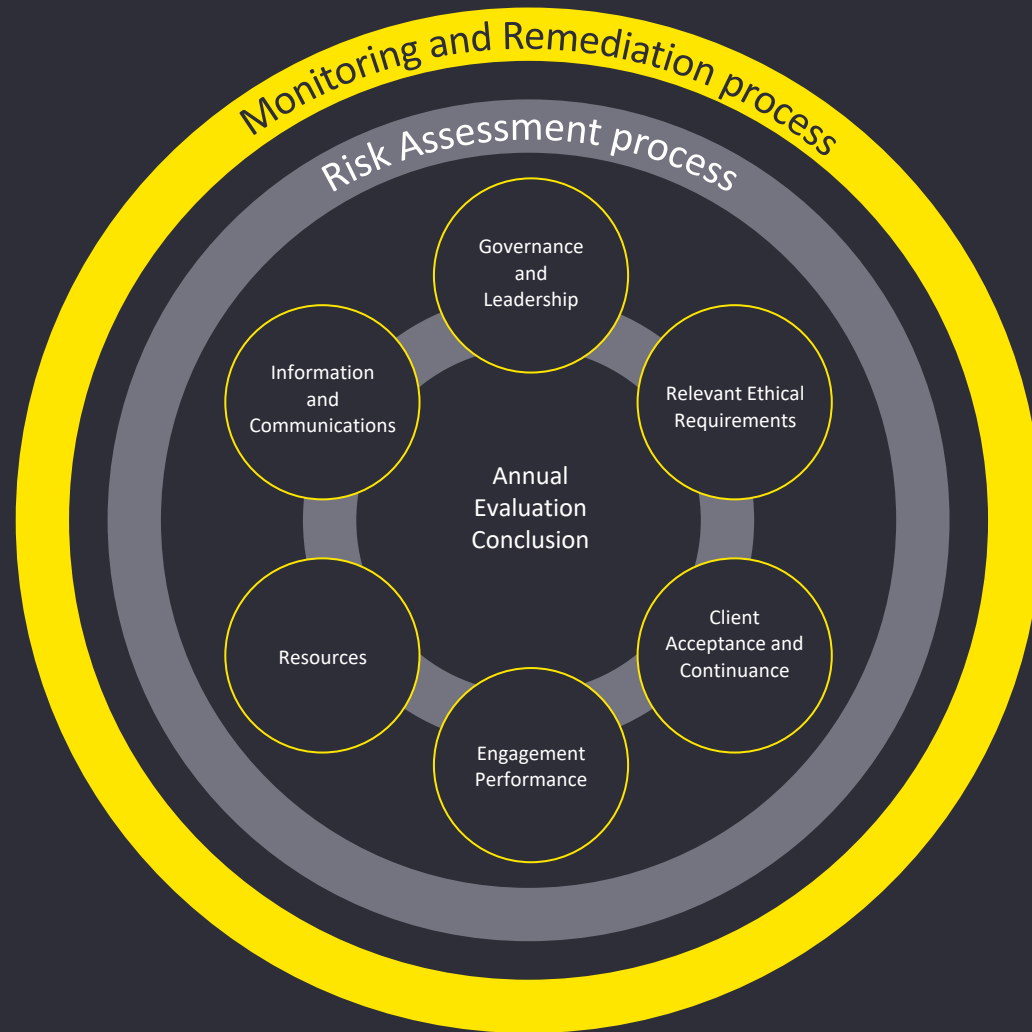 Monitoring and Remediation process
Risk Assessment process
Governance
and
Leadership
Information
and
Communications
Relevant Ethical
Requirements
Annual
Evaluation
Conclusion
Resources
Client
Acceptance and
Continuance
Engagement
Performance